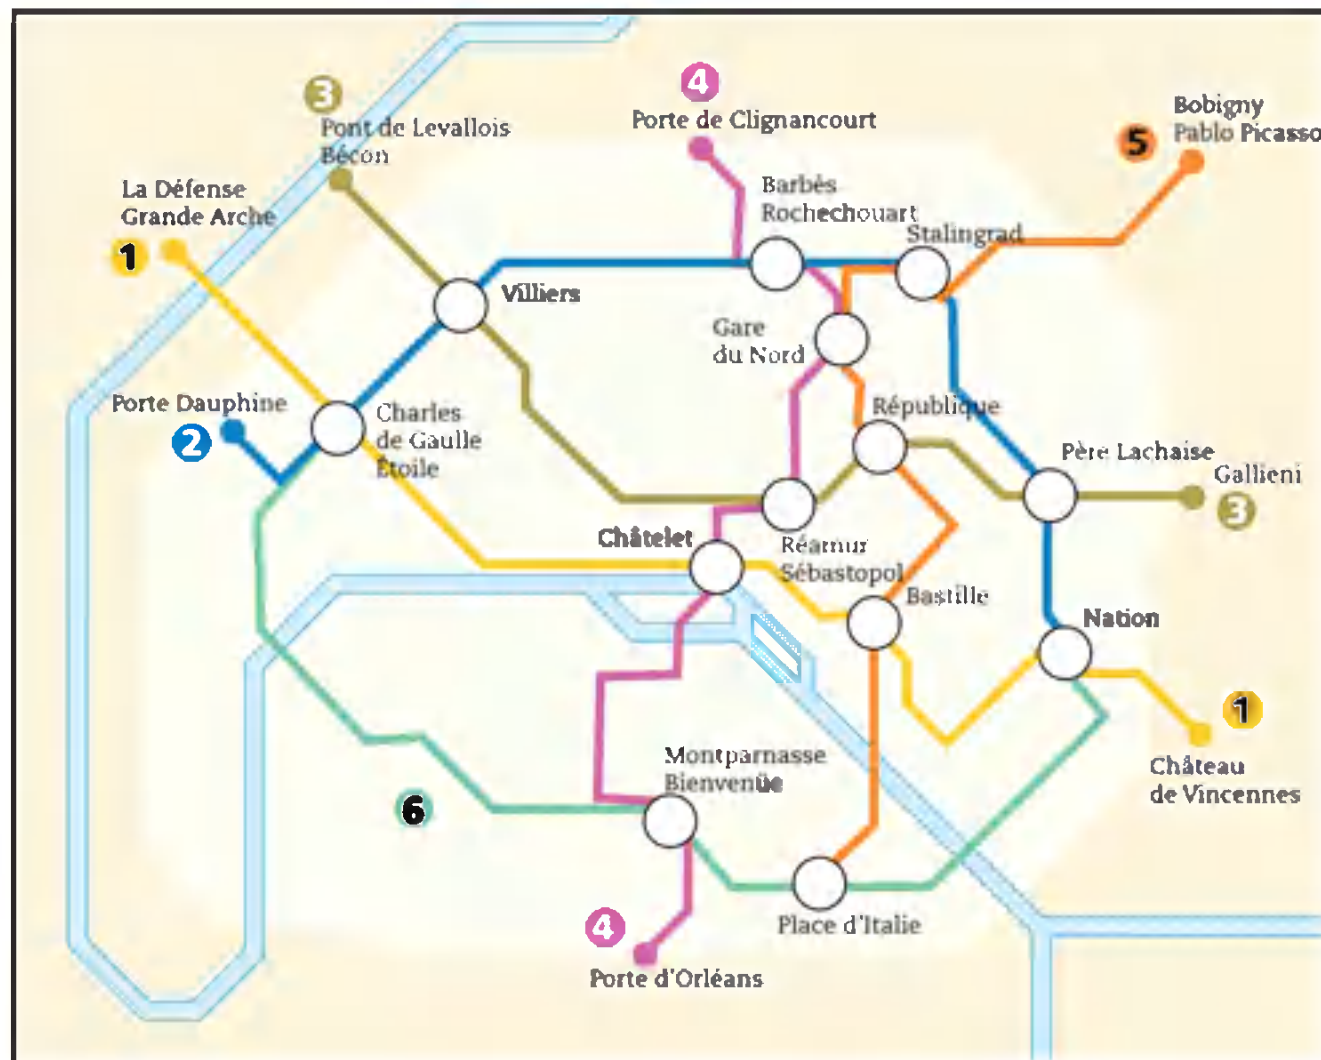 3
Pont de Levallois
Bécon
4
Porte de Clignancourt
Bobigny
Pablo Picasso
5
La Défense
Grande Arche
1
Barbès
Rochechouart
Stalingrad
Villiers
Gare
du Nord
Porte Dauphine
2
Charles
de Gaulle
Étoile
République
Père Lachaise
Gallieni
3
Châtelet
Réamur
Sébastopol
Bastille
Nation
1
Château
de Vincennes
Montparnasse
Bienvenüe
6
4
Porte d'Orléans
Place d'Italie